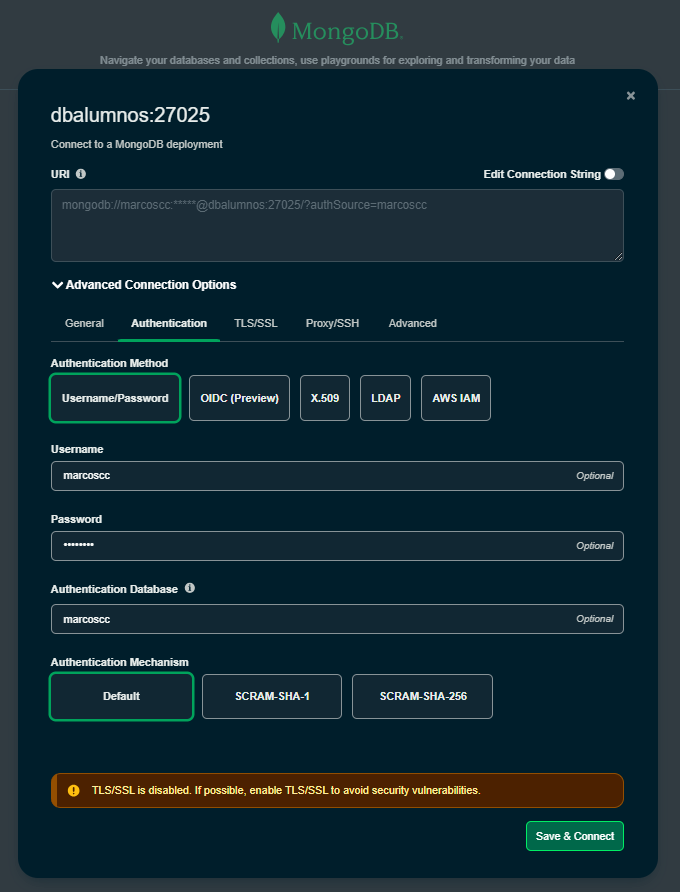 MongoDB.
Navigate your databases and collections, use playgrounds for exploring and transforming your data
dbalumnos:27025
Connect to a MongoDB deployment
URI
Edit Connection String
mongodb://marcoscc:*****@dbalumnos:27025/?authSource=marcoscc
Advanced Connection Options
General Authentication TLS/SSL Proxy/SSH Advanced
Authentication Method
Username/Password OIDC (Preview) X.509 LDAP AWS IAM
Username
marcoscc Optional
Password
•••••••• Optional
Authentication Database
marcoscc Optional
Authentication Mechanism
Default SCRAM-SHA-1 SCRAM-SHA-256
TLS/SSL is disabled. If possible, enable TLS/SSL to avoid security vulnerabilities.
Save & Connect